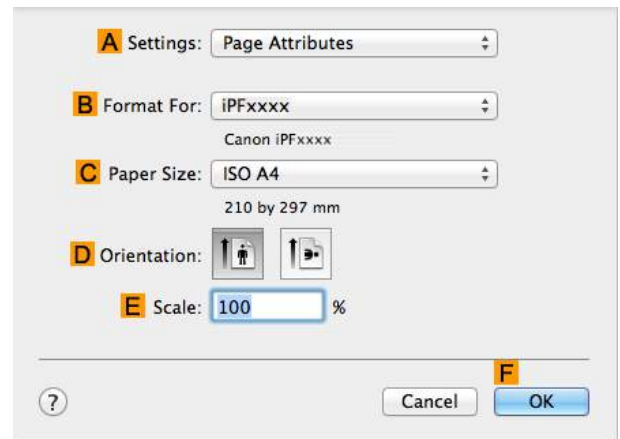 A Settings: Page Attributes
B Format For: iPFxxxx
Canon iPFxxxx
C Paper Size: ISO A4
210 by 297 mm
D Orientation:
E Scale: 100 %
F
? Cancel OK